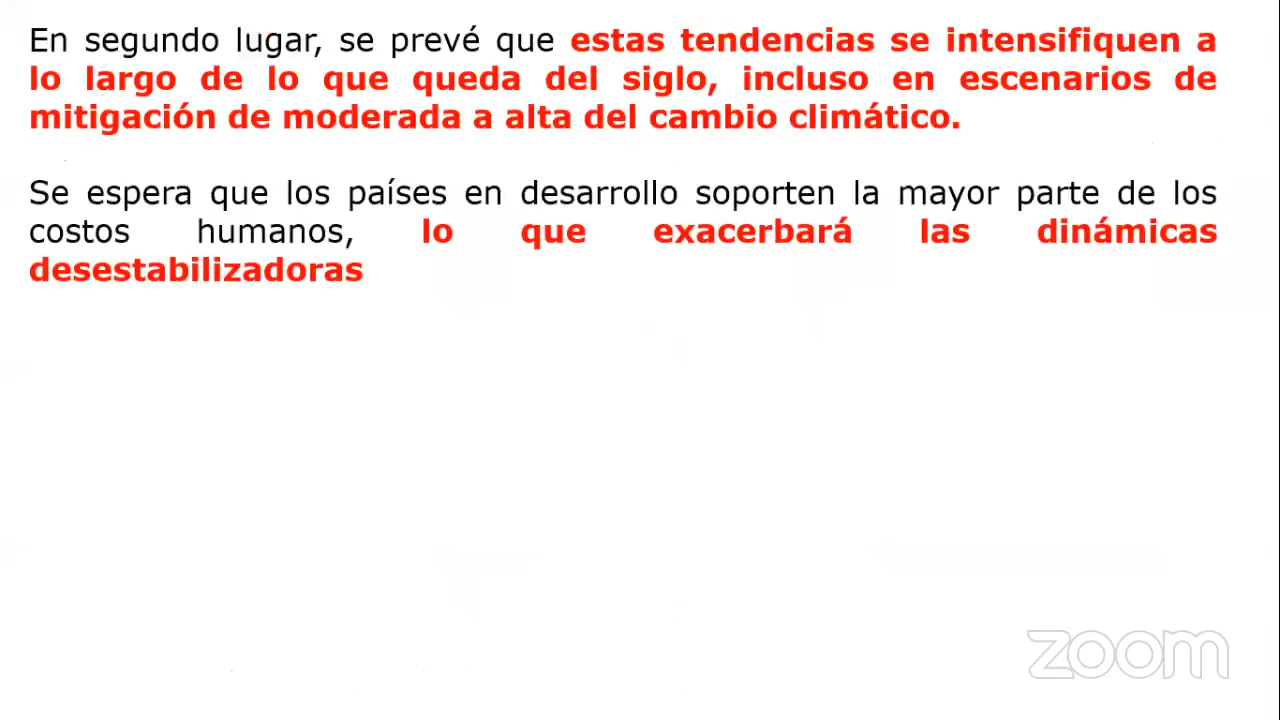 En segundo lugar, se prevé que estas tendencias se intensifiquen a
lo largo de lo que queda del siglo, incluso en escenarios de
mitigación de moderada a alta del cambio climático.
Se espera que los países en desarrollo soporten la mayor parte de los
costos humanos, lo que exacerbará las dinámicas
desestabilizadoras
zoom